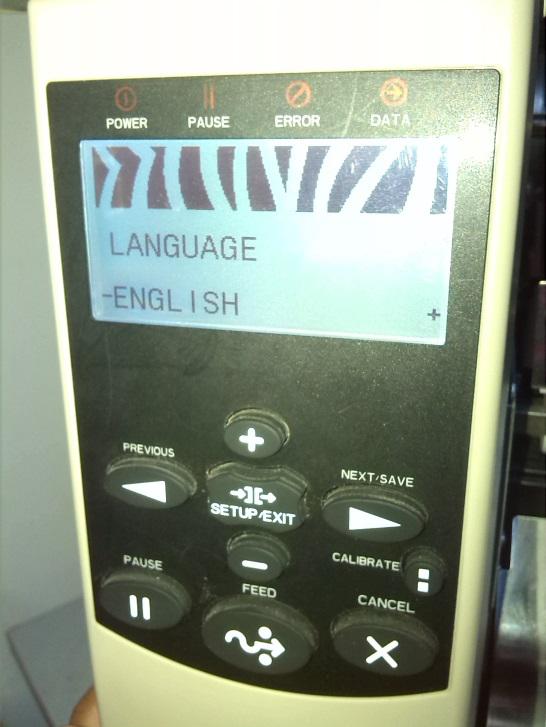 POWER PAUSE ERROR DATA
LANGUAGE
-ENGLISH +
+
PREVIOUS
NEXT/SAVE
SETUP/EXIT
-
CALIBRATE
PAUSE
FEED
CANCEL